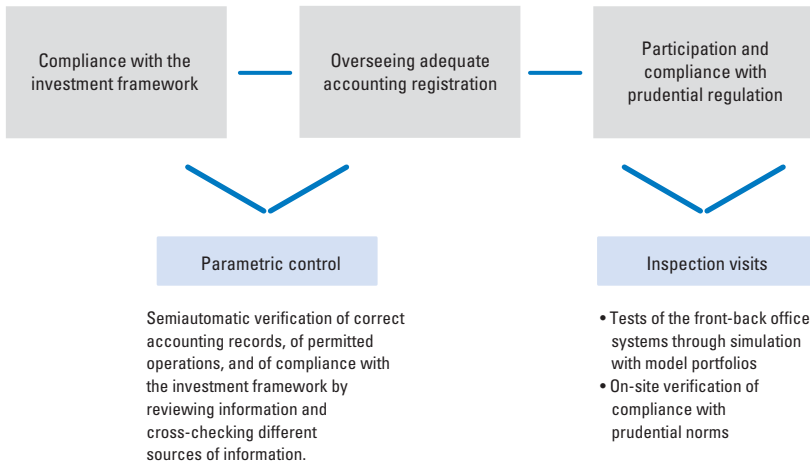 Compliance with the
investment framework
Overseeing adequate
accounting registration
Participation and
compliance with
prudential regulation
Parametric control
Semiautomatic verification of correct
accounting records, of permitted
operations, and of compliance with
the investment framework by
reviewing information and
cross-checking different
sources of information.
Inspection visits
• Tests of the front-back office
systems through simulation
with model portfolios
• On-site verification of
compliance with
prudential norms